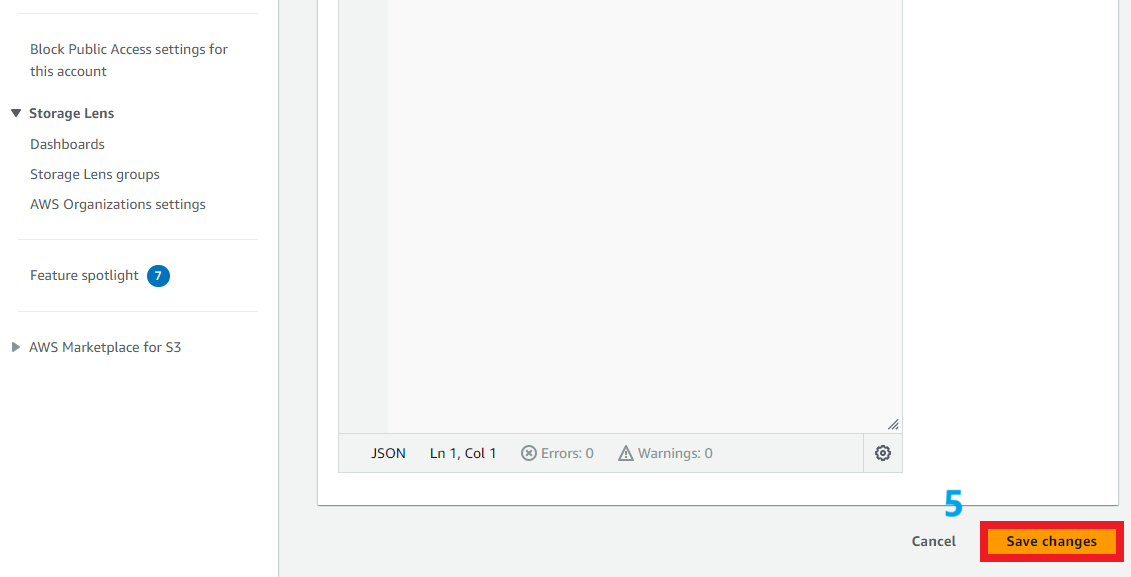 Block Public Access settings for
this account
Storage Lens
Dashboards
Storage Lens groups
AWS Organizations settings
Feature spotlight 7
AWS Marketplace for S3
JSON Ln 1, Col 1 Errors: 0 Warnings: 0
5
Cancel Save changes